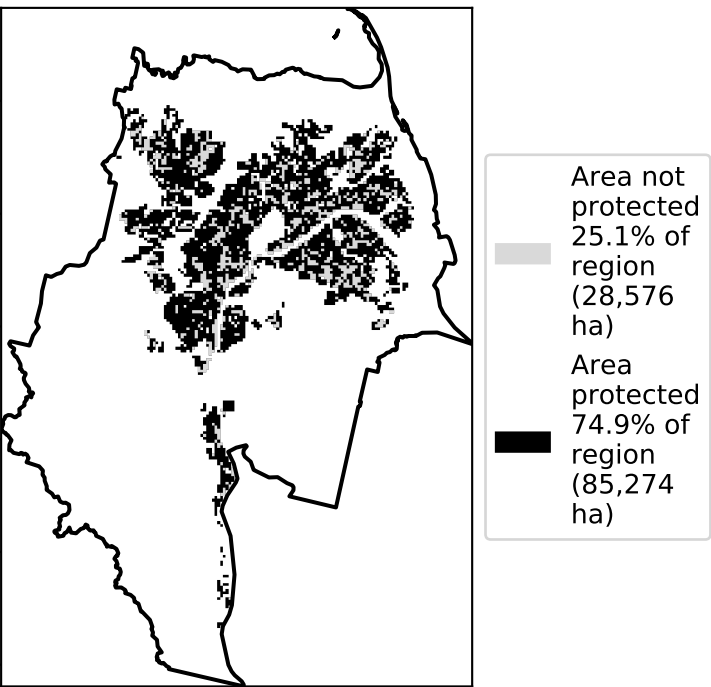 Area not
protected
25.1% of
region
(28,576
ha)
Area
protected
74.9% of
region
(85,274
ha)